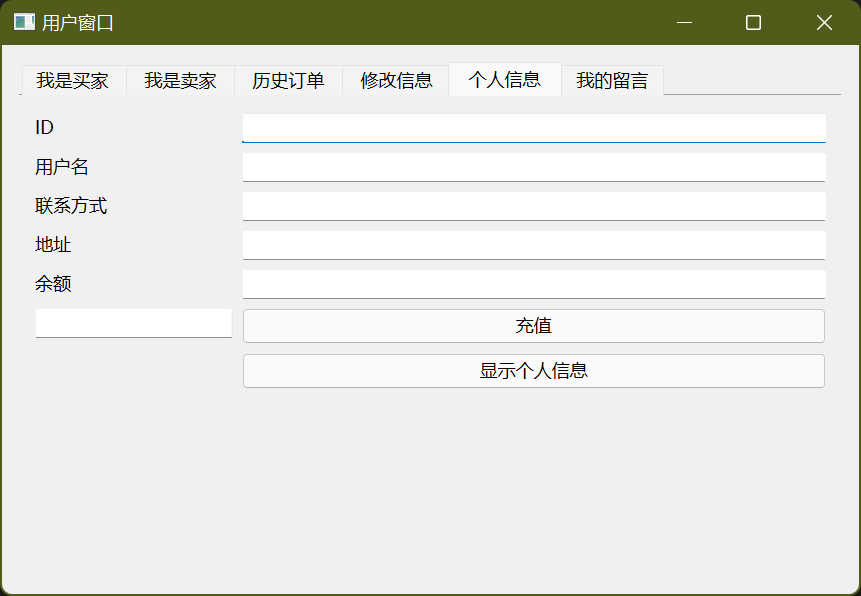 用户窗口
我是买家 我是卖家 历史订单 修改信息 个人信息 我的留言
ID
用户名
联系方式
地址
余额
充值
显示个人信息